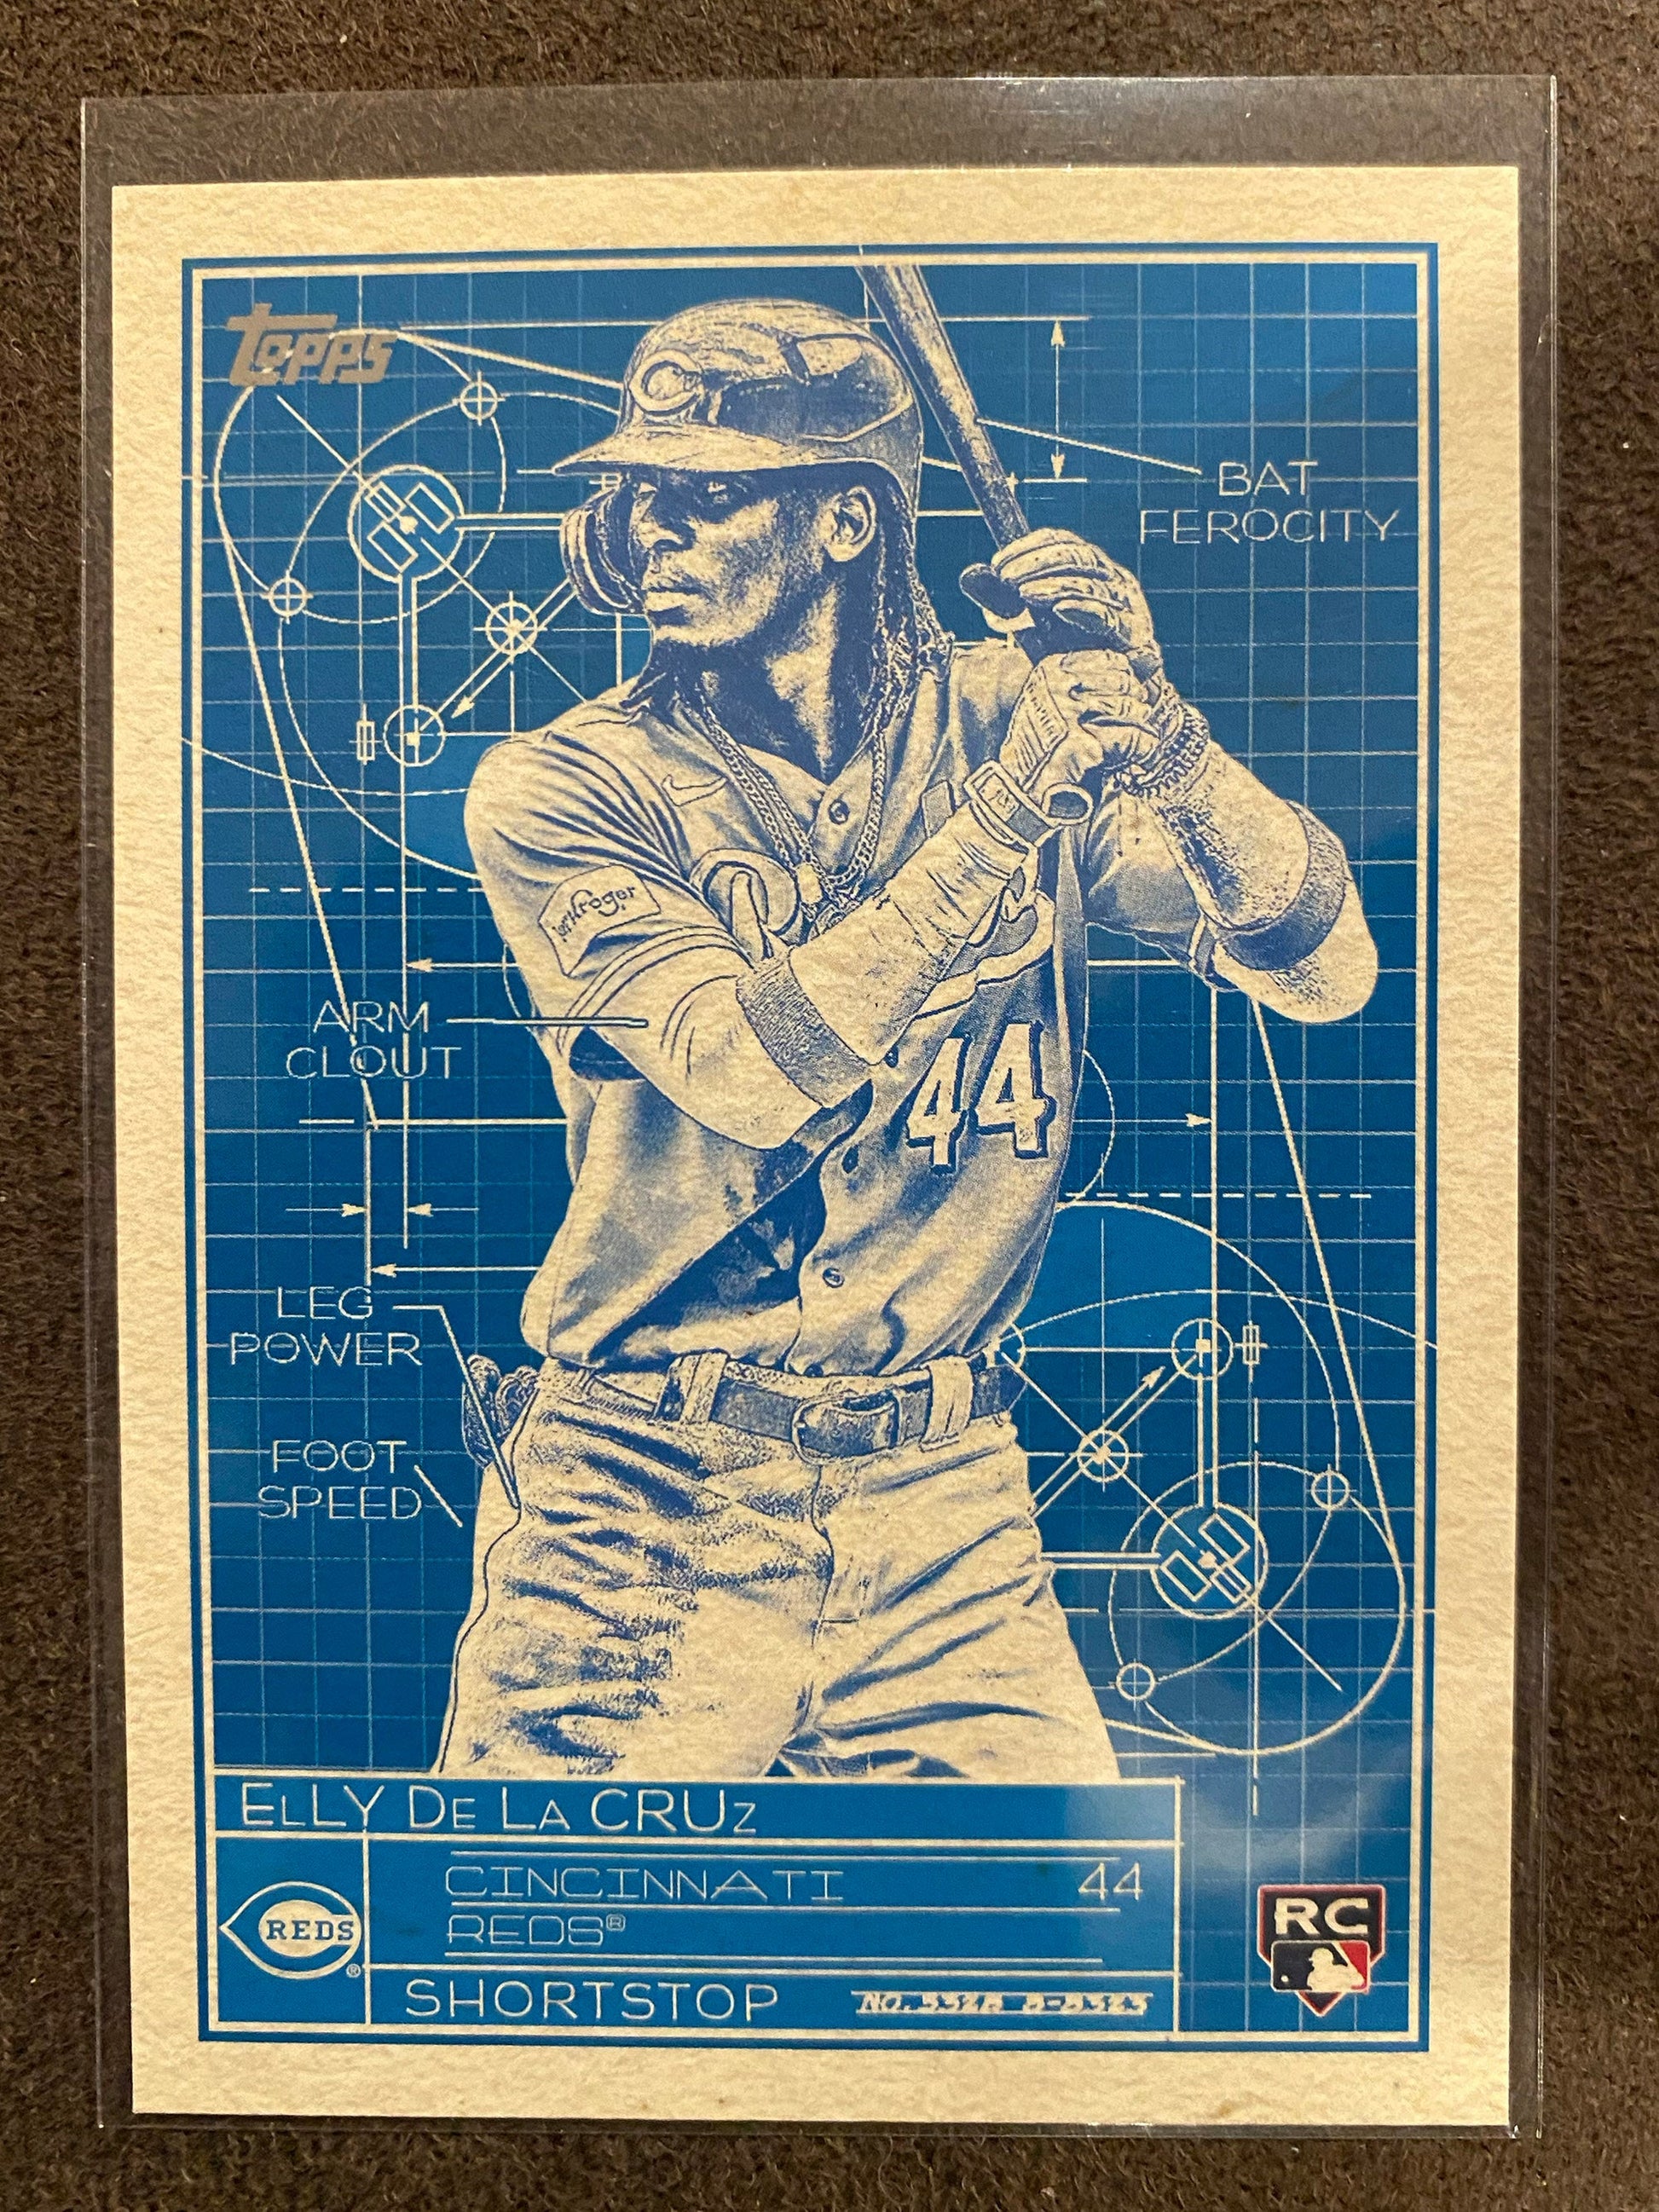 Topps
BAT
FEROCITY
44
ARM
CLOUT
LEG
POWER
FOOT
SPEED
ELLY DE LA CRUZ
CINCINNATI
44
REDS®
REDS
®
SHORTSTOP
RC